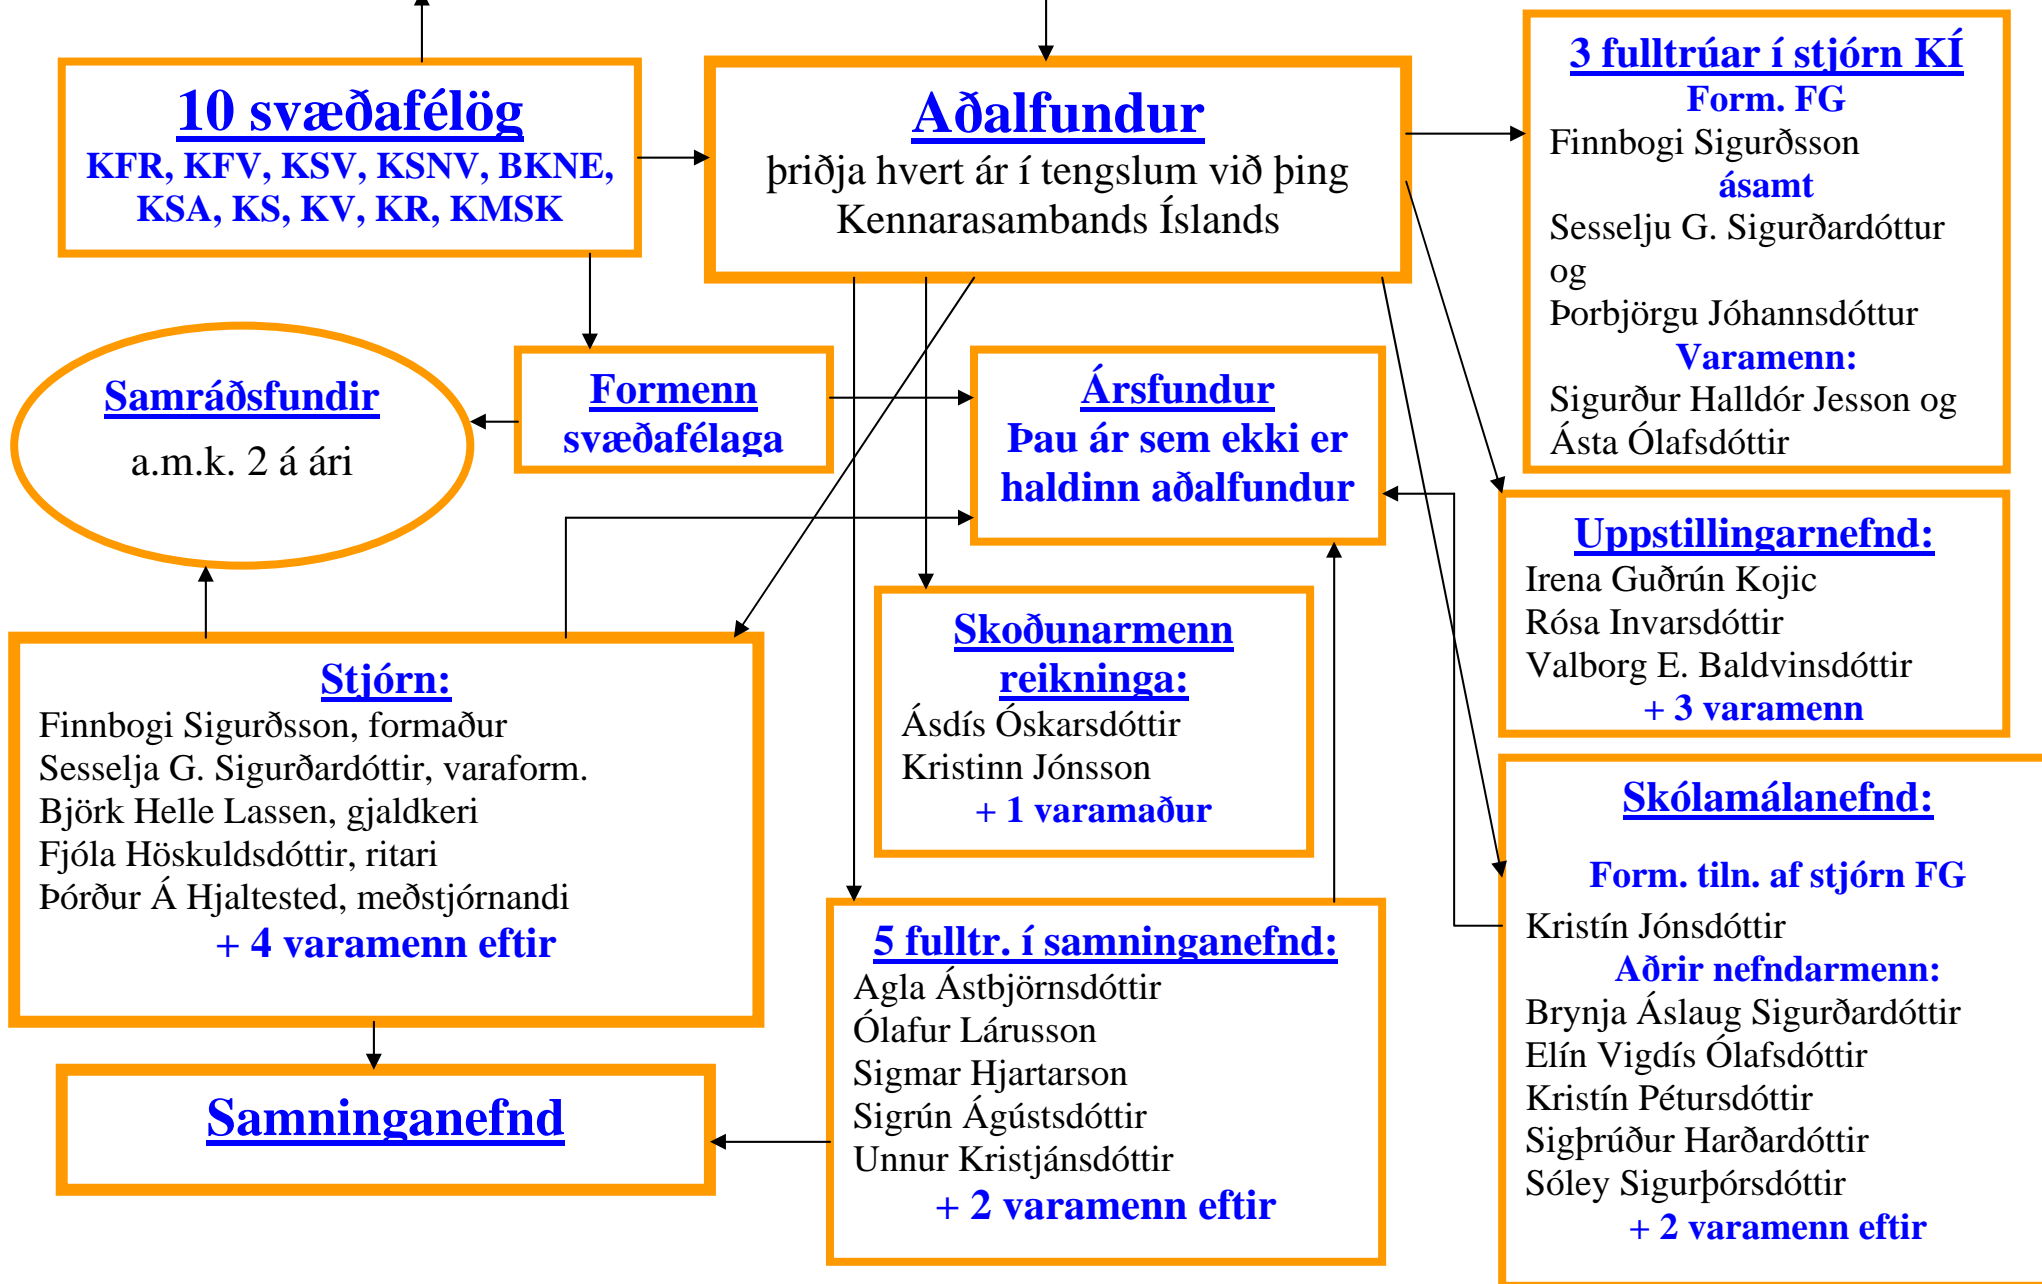 10 svæðafélög
KFR, KFV, KSV, KSNV, BKNE,
KSA, KS, KV, KR, KMSK
Aðalfundur
þriðja hvert ár í tengslum við þing
Kennarasambands Íslands
3 fulltrúar í stjórn KÍ
Form. FG
Finnbogi Sigurðsson
ásamt
Sesselju G. Sigurðardóttur
og
Þorbjörgu Jóhannsdóttur
Varamenn:
Sigurður Halldór Jesson og
Ásta Ólafsdóttir
Samráðsfundir
a.m.k. 2 á ári
Formenn
svæðafélaga
Ársfundur
Þau ár sem ekki er
haldinn aðalfundur
Uppstillingarnefnd:
Irena Guðrún Kojic
Rósa Invarsdóttir
Valborg E. Baldvinsdóttir
+ 3 varamenn
Stjórn:
Finnbogi Sigurðsson, formaður
Sesselja G. Sigurðardóttir, varaform.
Björk Helle Lassen, gjaldkeri
Fjóla Höskuldsdóttir, ritari
Þórður Á Hjaltested, meðstjórnandi
+ 4 varamenn eftir
Skoðunarmenn
reikninga:
Ásdís Óskarsdóttir
Kristinn Jónsson
+ 1 varamaður
Skólamálanefnd:
Form. tiln. af stjórn FG
Kristín Jónsdóttir
Aðrir nefndarmenn:
Brynja Áslaug Sigurðardóttir
Elín Vigdís Ólafsdóttir
Kristín Pétursdóttir
Sigþrúður Harðardóttir
Sóley Sigurþórsdóttir
+ 2 varamenn eftir
5 fulltr. í samninganefnd:
Agla Ástbjörnsdóttir
Ólafur Lárusson
Sigmar Hjartarson
Sigrún Ágústsdóttir
Unnur Kristjánsdóttir
+ 2 varamenn eftir
Samninganefnd